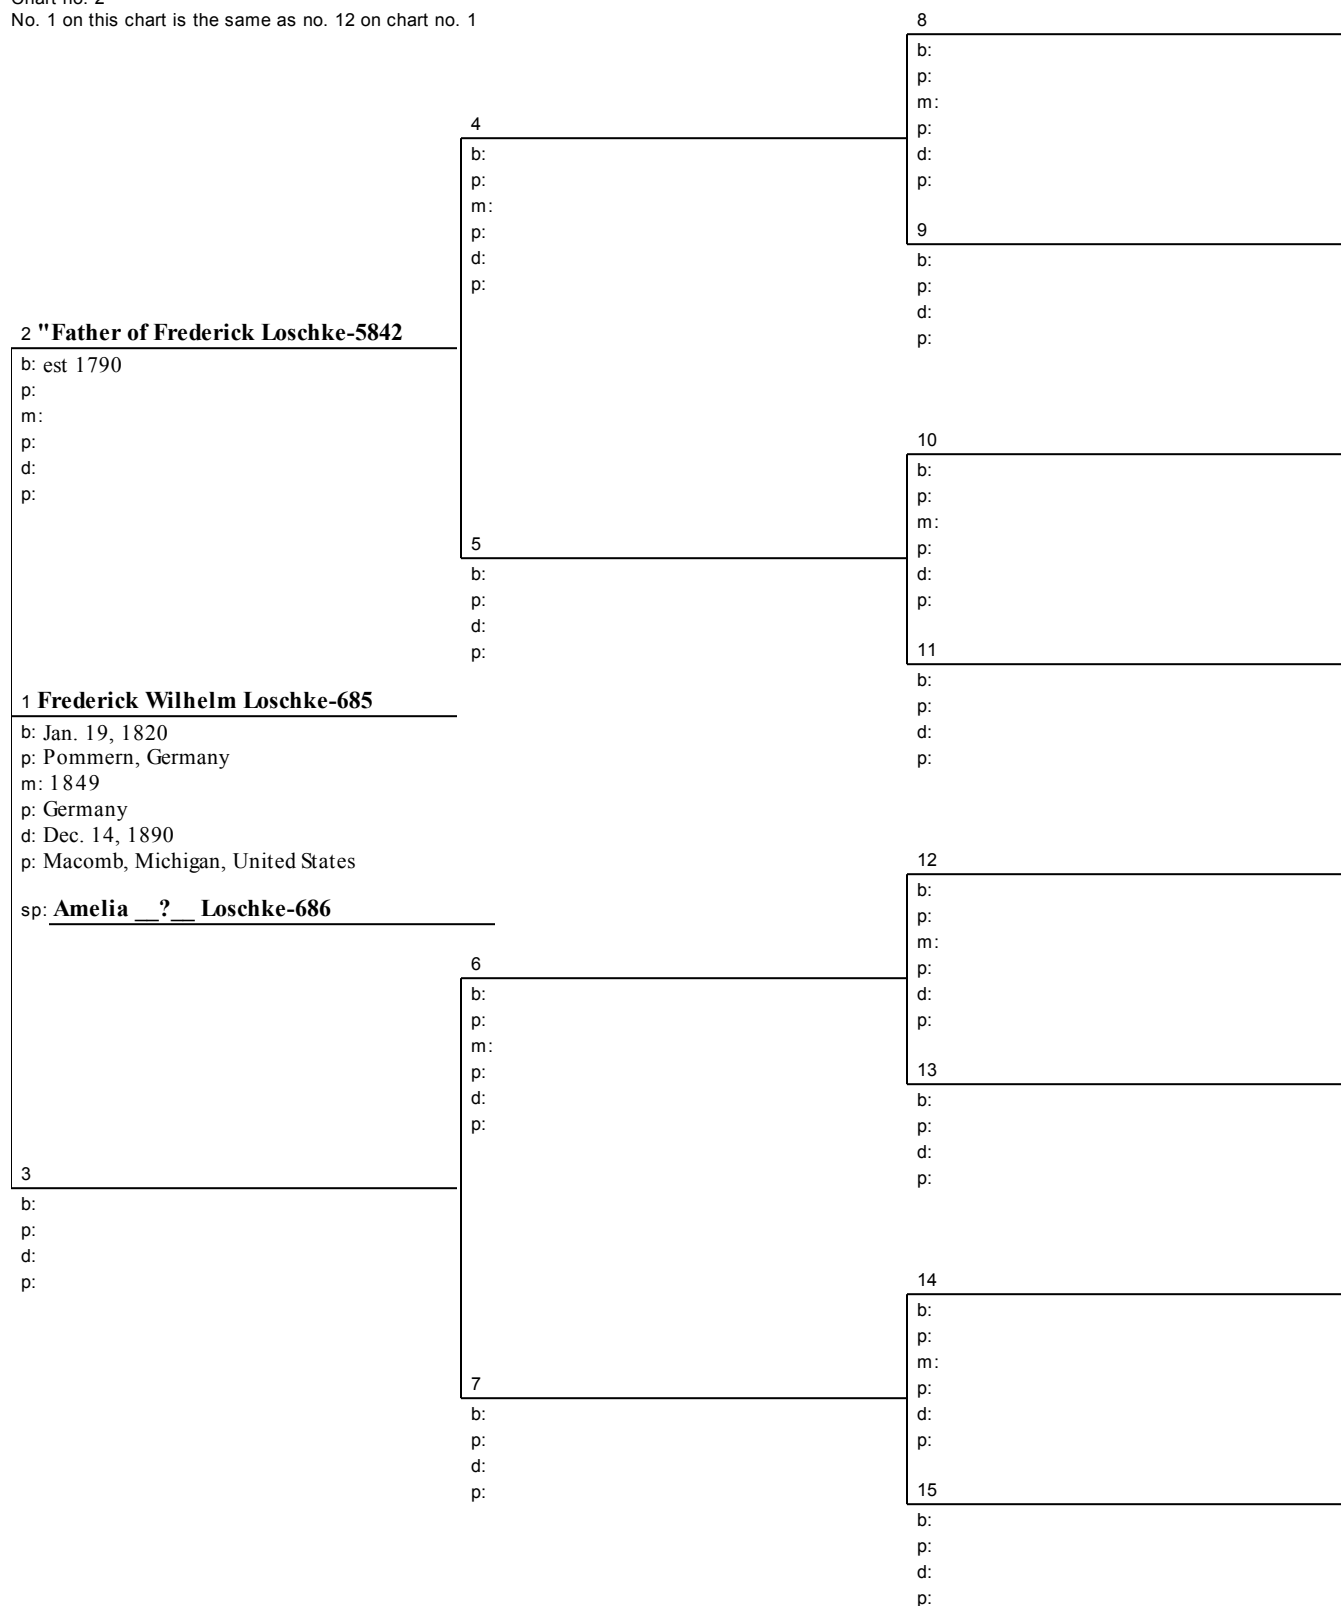 Chart no. 2
No. 1 on this chart is the same as no. 12 on chart no. 1
8
b:
p:
m:
p:
d:
p:
4
b:
p:
m:
p:
d:
p:
9
b:
p:
d:
p:
2 "Father of Frederick Loschke-5842
b: est 1790
p:
m:
p:
d:
p:
10
b:
p:
m:
p:
d:
p:
5
b:
p:
d:
p:
11
b:
p:
d:
p:
1 Frederick Wilhelm Loschke-685
b: Jan. 19, 1820
p: Pommern, Germany
m: 1849
p: Germany
d: Dec. 14, 1890
p: Macomb, Michigan, United States
sp: Amelia __?__ Loschke-686
12
b:
p:
m:
p:
d:
p:
6
b:
p:
m:
p:
d:
p:
13
b:
p:
d:
p:
3
b:
p:
d:
p:
14
b:
p:
m:
p:
d:
p:
7
b:
p:
d:
p:
15
b:
p:
d:
p: